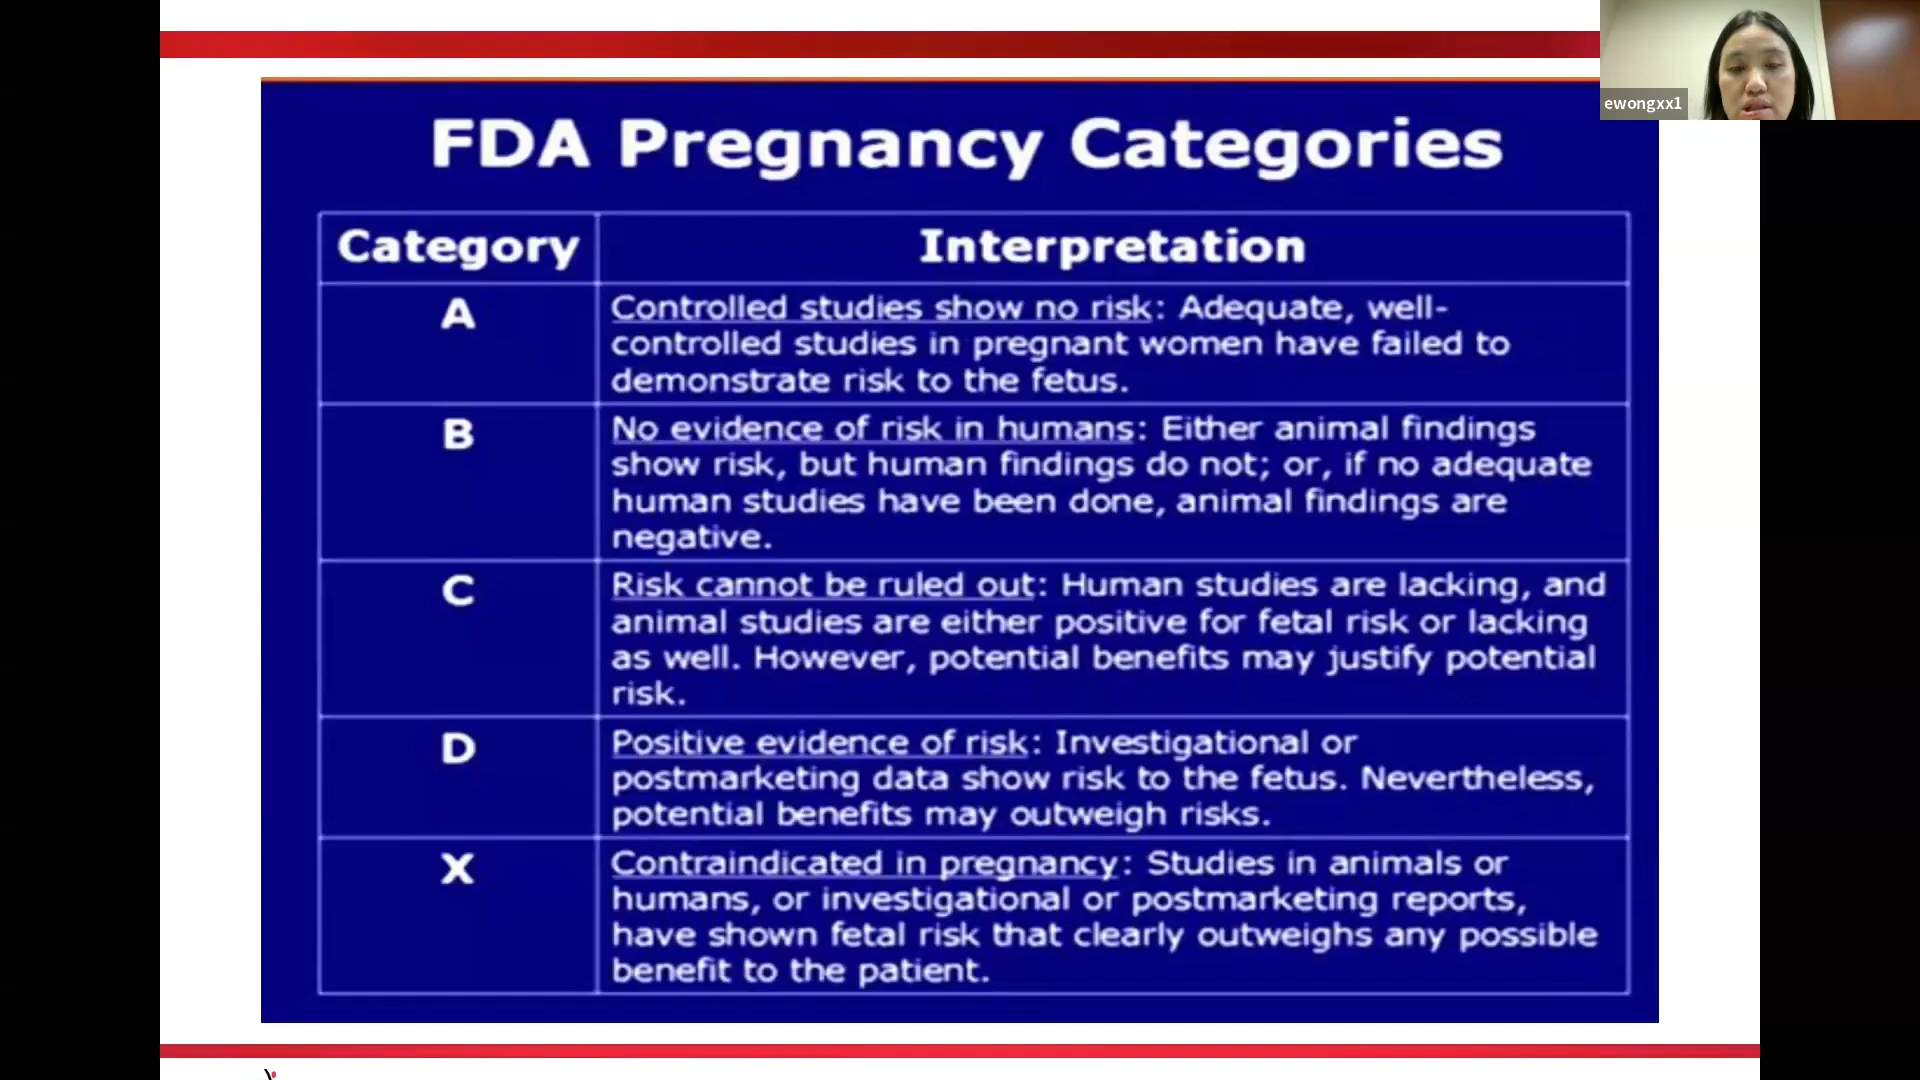 FDA Pregnancy Categories
Category
Interpretation
A
Controlled studies show no risk: Adequate, well-
controlled studies in pregnant women have failed to
demonstrate risk to the fetus.
B
No evidence of risk in humans: Either animal findings
show risk, but human findings do not; or, if no adequate
human studies have been done, animal findings are
negative.
C
Risk cannot be ruled out: Human studies are lacking, and
animal studies are either positive for fetal risk or lacking
as well. However, potential benefits may justify potential
risk.
D
Positive evidence of risk: Investigational or
postmarketing data show risk to the fetus. Nevertheless,
potential benefits may outweigh risks.
X
Contraindicated in pregnancy: Studies in animals or
humans, or investigational or postmarketing reports,
have shown fetal risk that clearly outweighs any possible
benefit to the patient.
ewongxx1